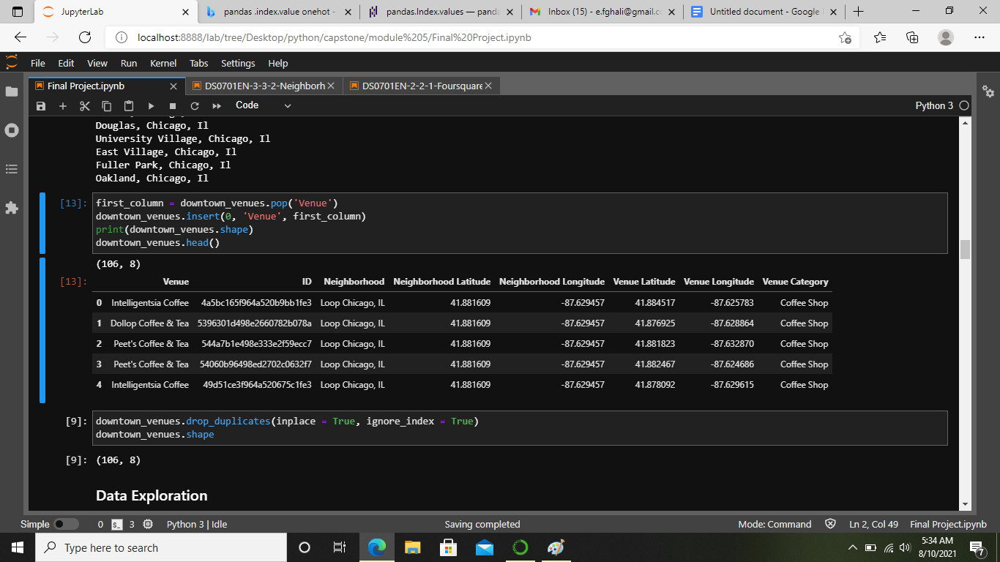 JupyterLab
pandas .index.value onehot -
pandas.Index.values — panda
Inbox (15) - e.fghali@gmail.co
Untitled document - Google
localhost:8888/lab/tree/Desktop/python/capstone/module%205/Final%20Project.ipynb
File Edit View Run Kernel Tabs Settings Help
Final Project.ipynb
DS0701EN-3-3-2-Neighborh
DS0701EN-2-2-1-Foursquare
Code
Python 3
Douglas, Chicago, Il
University Village, Chicago, Il
East Village, Chicago, Il
Fuller Park, Chicago, Il
Oakland, Chicago, Il
[13]: first_column = downtown_venues.pop('Venue')
downtown_venues.insert(0, 'Venue', first_column)
print(downtown_venues.shape)
downtown_venues.head()
(106, 8)
[13]: Venue ID Neighborhood Neighborhood Latitude Neighborhood Longitude Venue Latitude Venue Longitude Venue Category
0 Intelligentsia Coffee 4a5bc165f964a520b9bb1fe3 Loop Chicago, IL 41.881609 -87.629457 41.884517 -87.625783 Coffee Shop
1 Dollop Coffee & Tea 5396301d498e2660782b078a Loop Chicago, IL 41.881609 -87.629457 41.876925 -87.628864 Coffee Shop
2 Peet's Coffee & Tea 544a7b1e498e333e2f59ecc7 Loop Chicago, IL 41.881609 -87.629457 41.881823 -87.632870 Coffee Shop
3 Peet's Coffee & Tea 54060b96498ed2702c0632f7 Loop Chicago, IL 41.881609 -87.629457 41.882467 -87.624686 Coffee Shop
4 Intelligentsia Coffee 49d51ce3f964a520675c1fe3 Loop Chicago, IL 41.881609 -87.629457 41.878092 -87.629615 Coffee Shop
[9]: downtown_venues.drop_duplicates(inplace = True, ignore_index = True)
downtown_venues.shape
[9]: (106, 8)
Data Exploration
Simple 0 $_ 3 Python 3 | Idle Saving completed Mode: Command Ln 2, Col 49 Final Project.ipynb
Type here to search
5:34 AM
8/10/2021
7